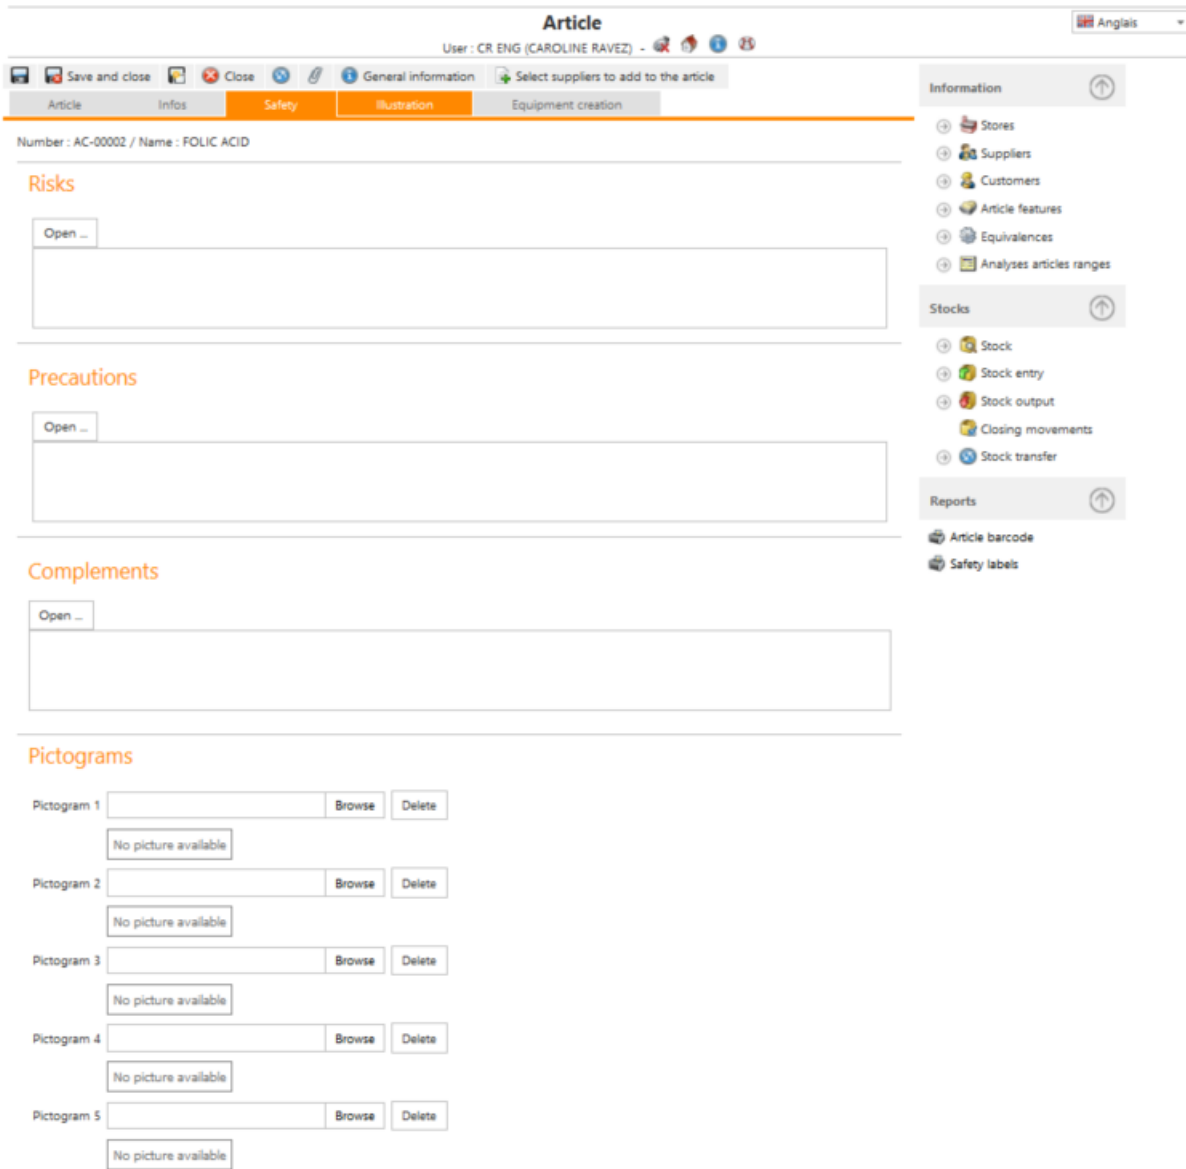 Article
Anglais
User : CR ENG (CAROLINE RAVEZ) -
Save and close Close General information Select suppliers to add to the article
Article Infos Safety Illustration Equipment creation
Number : AC-00002 / Name : FOLIC ACID
Risks
Open ...
Precautions
Open ...
Complements
Open ...
Pictograms
Pictogram 1 Browse Delete
No picture available
Pictogram 2 Browse Delete
No picture available
Pictogram 3 Browse Delete
No picture available
Pictogram 4 Browse Delete
No picture available
Pictogram 5 Browse Delete
No picture available
Information
Stores
Suppliers
Customers
Article features
Equivalences
Analyses articles ranges
Stocks
Stock
Stock entry
Stock output
Closing movements
Stock transfer
Reports
Article barcode
Safety labels